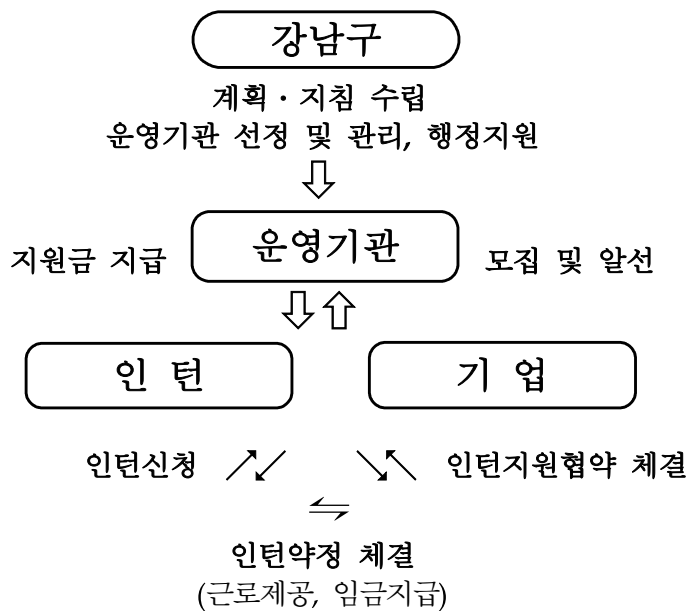 강남구
계획·지침 수립
운영기관 선정 및 관리, 행정지원
지원금 지급
운영기관
모집 및 알선
인 턴
기 업
인턴신청
인턴지원협약 체결
인턴약정 체결
(근로제공, 임금지급)